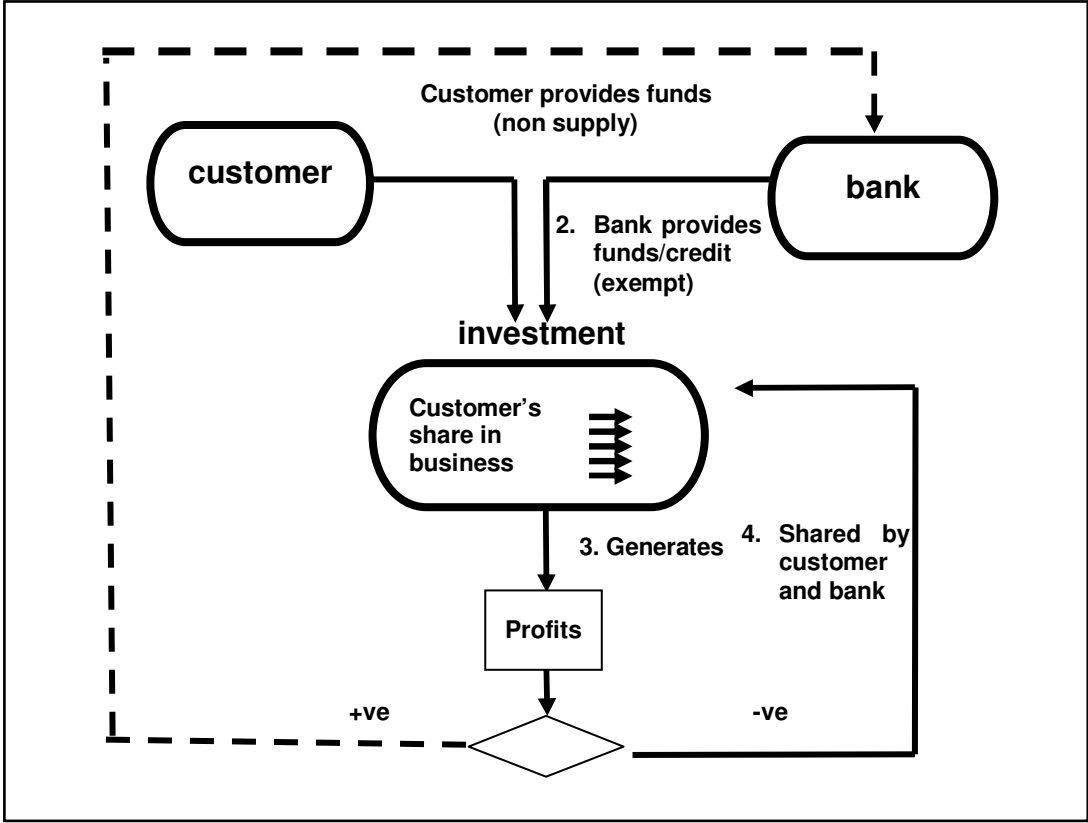 Customer provides funds
(non supply)
customer
bank
2. Bank provides
funds/credit
(exempt)
investment
Customer’s
share in
business
3. Generates
4. Shared by
customer
and bank
Profits
+ve
-ve